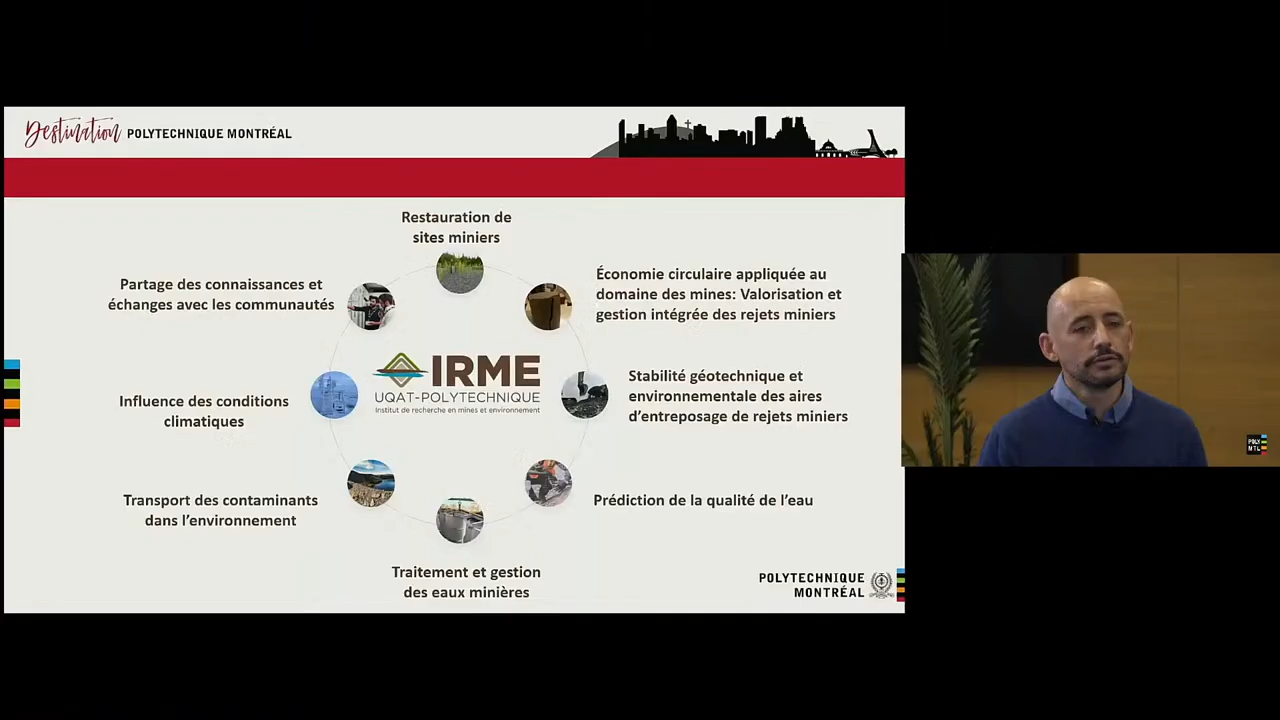 Destination POLYTECHNIQUE MONTRÉAL
Restauration de
sites miniers
Économie circulaire appliquée au
domaine des mines: Valorisation et
gestion intégrée des rejets miniers
Stabilité géotechnique et
environnementale des aires
d'entreposage de rejets miniers
Prédiction de la qualité de l'eau
Traitement et gestion
des eaux minières
Transport des contaminants
dans l'environnement
Influence des conditions
climatiques
Partage des connaissances et
échanges avec les communautés
IRME
UQAT-POLYTECHNIQUE
Institut de recherche en mines et environnement
POLYTECHNIQUE
MONTRÉAL
POLY
MTL